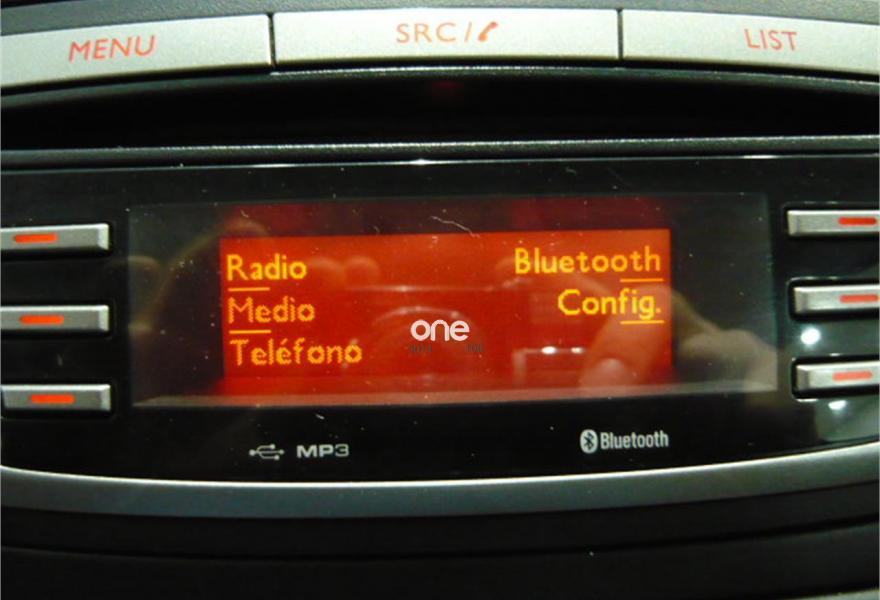 MENU
SRC/
LIST
Radio
Bluetooth
Medio
Config.
one
Teléfono
MP3
Bluetooth